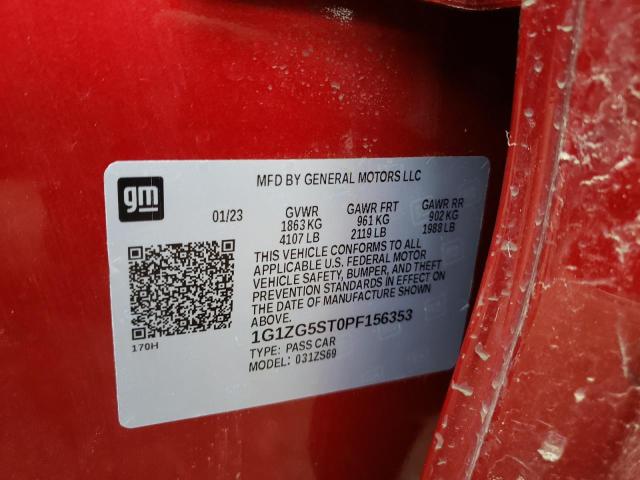 gm
MFD BY GENERAL MOTORS LLC
01/23 GVWR GAWR FRT GAWR RR
1863 KG 961 KG 902 KG
4107 LB 2119 LB 1988 LB
THIS VEHICLE CONFORMS TO ALL
APPLICABLE U.S. FEDERAL MOTOR
VEHICLE SAFETY, BUMPER, AND THEFT
PREVENTION STANDARDS IN EFFECT ON
THE DATE OF MANUFACTURE SHOWN
ABOVE.
170H
1G1ZG5ST0PF156353
TYPE: PASS CAR
MODEL: 031ZS69